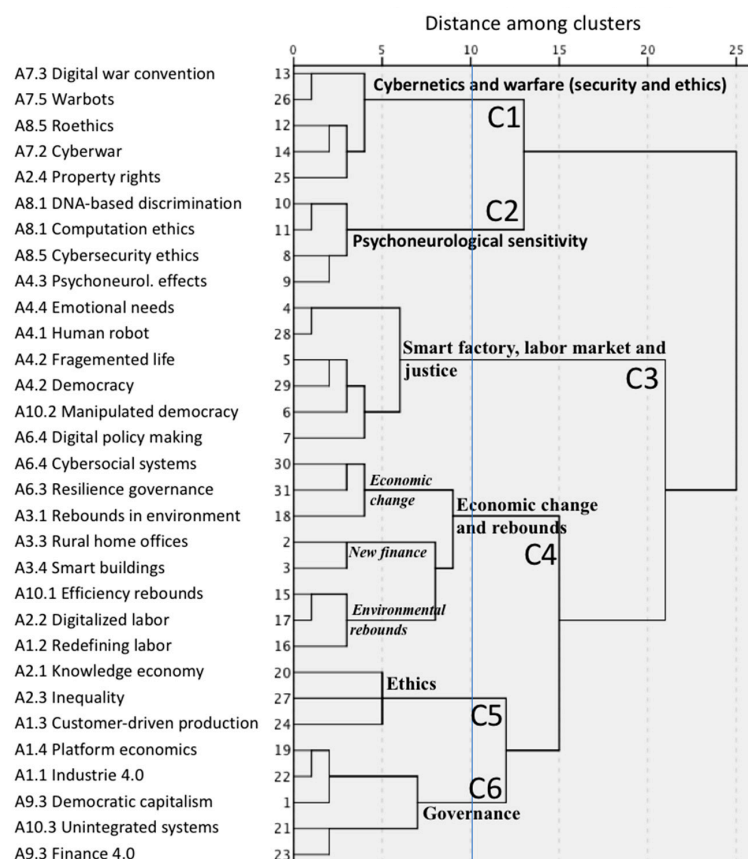 Distance among clusters
0 5 10 15 20 25
A7.3 Digital war convention 13
Cybernetics and warfare (security and ethics)
A7.5 Warbots 26
C1
A8.5 Roethics 12
A7.2 Cyberwar 14
A2.4 Property rights 25
A8.1 DNA-based discrimination 10
C2
A8.1 Computation ethics 11
Psychoneurological sensitivity
A8.5 Cybersecurity ethics 8
A4.3 Psychoneurol. effects 9
A4.4 Emotional needs 4
A4.1 Human robot 28
Smart factory, labor market and
justice
A4.2 Fragemented life 5
C3
A4.2 Democracy 29
A10.2 Manipulated democracy 6
A6.4 Digital policy making 7
A6.4 Cybersocial systems 30
Economic
change
A6.3 Resilience governance 31
Economic change
and rebounds
A3.1 Rebounds in environment 18
A3.3 Rural home offices 2
New finance
C4
A3.4 Smart buildings 3
A10.1 Efficiency rebounds 15
Environmental
rebounds
A2.2 Digitalized labor 17
A1.2 Redefining labor 16
A2.1 Knowledge economy 20
Ethics
A2.3 Inequality 27
C5
A1.3 Customer-driven production 24
A1.4 Platform economics 19
A1.1 Industrie 4.0 22
C6
A9.3 Democratic capitalism 1
Governance
A10.3 Unintegrated systems 21
A9.3 Finance 4.0 23